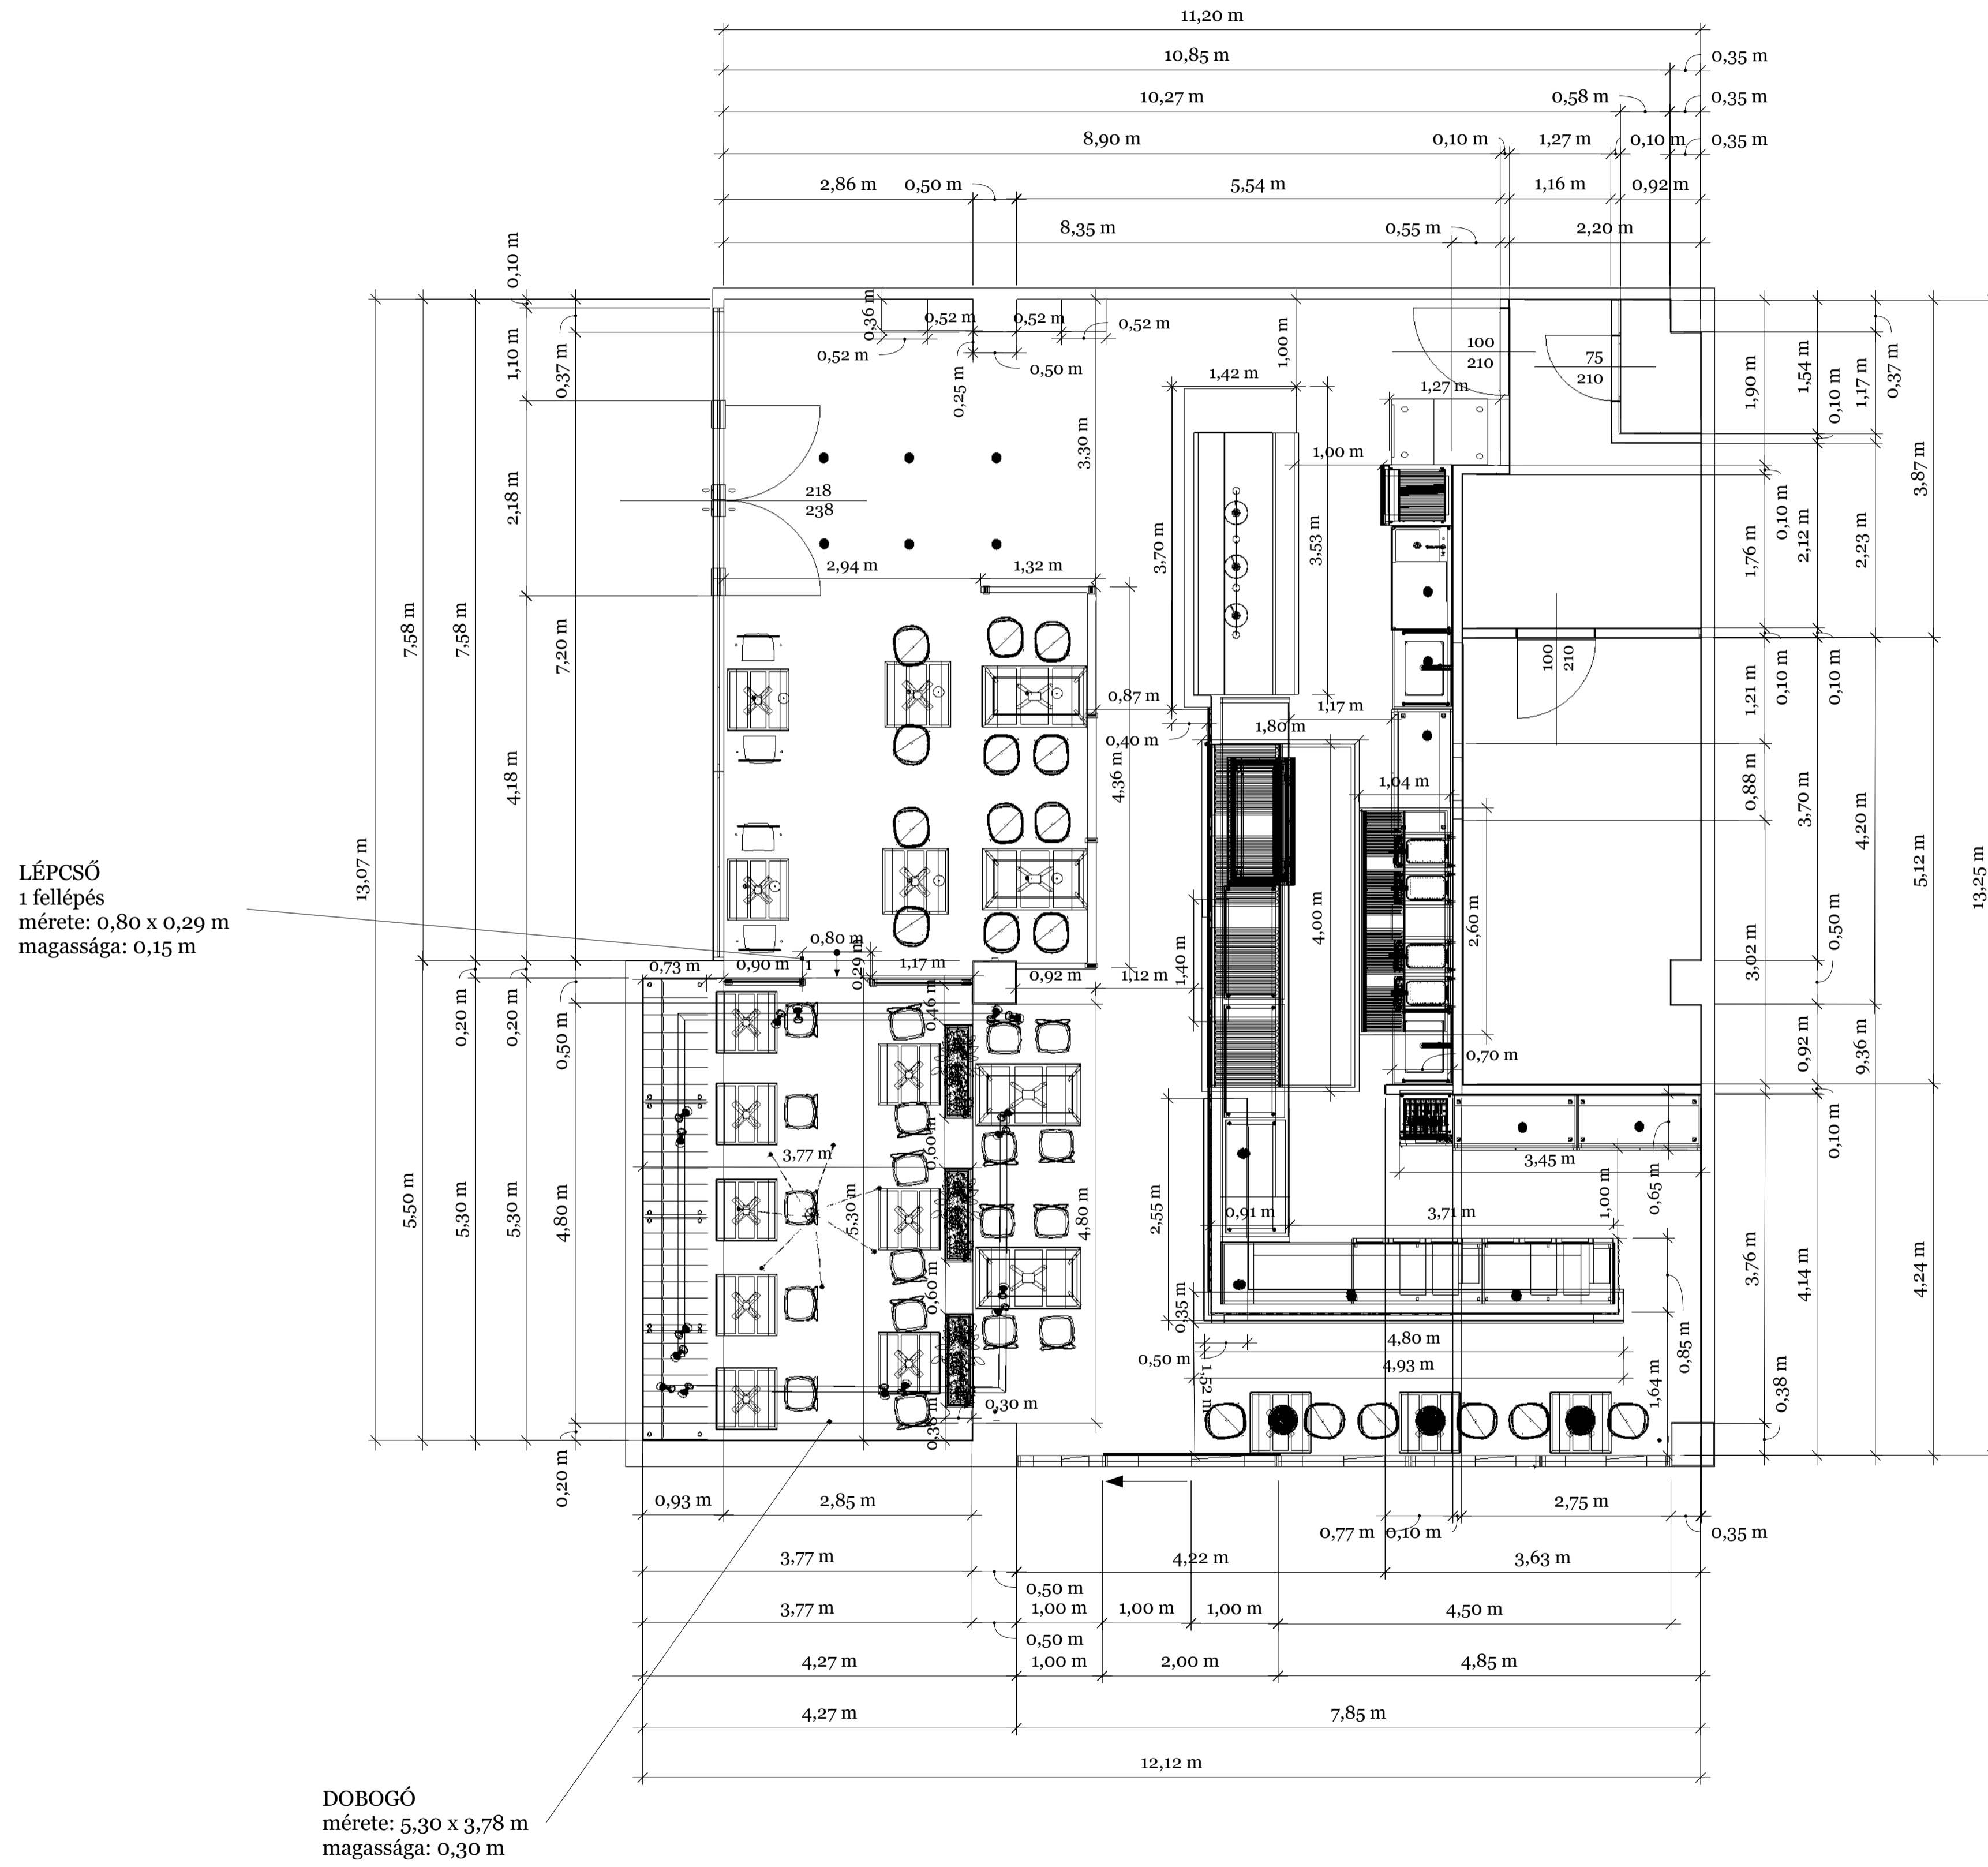 11,20 m
10,85 m
0,35 m
10,27 m
0,58 m
0,35 m
8,90 m
0,10 m
1,27 m
0,10 m
0,35 m
2,86 m
0,50 m
5,54 m
1,16 m
0,92 m
8,35 m
0,55 m
2,20 m
0,10 m
1,10 m
0,37 m
2,18 m
7,58 m
7,58 m
7,20 m
4,18 m
13,07 m
0,36 m
0,52 m
0,52 m
0,52 m
0,52 m
0,50 m
0,25 m
3,30 m
1,00 m
1,42 m
100
210
75
210
1,27 m
1,00 m
218
238
2,94 m
1,32 m
3,70 m
3,53 m
0,87 m
0,40 m
1,17 m
1,80 m
1,04 m
4,36 m
100
210
1,90 m
1,54 m
0,10 m
1,17 m
0,37 m
3,87 m
0,10 m
1,76 m
2,12 m
2,23 m
0,10 m
0,10 m
1,21 m
0,88 m
3,70 m
4,20 m
5,12 m
13,25 m
3,02 m
0,50 m
0,92 m
9,36 m
0,10 m
3,76 m
4,14 m
4,24 m
0,38 m
LÉPCSŐ
1 fellépés
mérete: 0,80 x 0,29 m
magassága: 0,15 m
0,80 m
0,73 m
0,90 m
1
0,29 m
1,17 m
0,92 m
1,12 m
1,40 m
4,00 m
2,60 m
0,70 m
0,20 m
0,20 m
0,50 m
0,46 m
5,50 m
5,30 m
5,30 m
4,80 m
0,20 m
3,77 m
5,30 m
0,60 m
0,60 m
0,38 m
0,30 m
4,80 m
2,55 m
0,91 m
3,71 m
3,45 m
1,00 m
0,65 m
0,35 m
0,50 m
4,80 m
4,93 m
1,52 m
1,64 m
0,85 m
0,93 m
2,85 m
2,75 m
0,77 m
0,10 m
0,35 m
3,77 m
0,50 m
4,22 m
3,63 m
3,77 m
0,50 m
1,00 m
1,00 m
1,00 m
4,50 m
4,27 m
1,00 m
2,00 m
4,85 m
4,27 m
7,85 m
12,12 m
DOBOGÓ
mérete: 5,30 x 3,78 m
magassága: 0,30 m